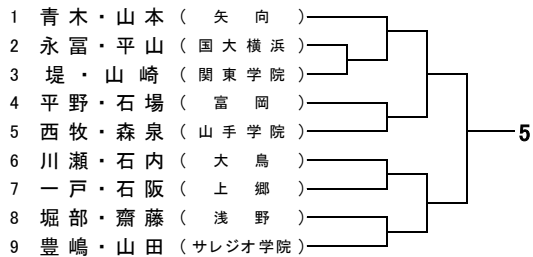 1 青木・山本 (矢向)
2 永冨・平山 (国大横浜)
3 堤・山崎 (関東学院)
4 平野・石場 (富岡)
5 西牧・森泉 (山手学院)
6 川瀬・石内 (大鳥)
7 一戸・石阪 (上郷)
8 堀部・齋藤 (浅野)
9 豊嶋・山田 (サレジオ学院)
5